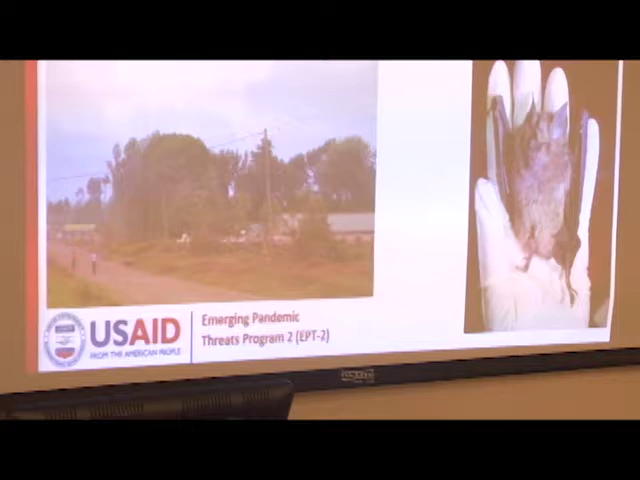 USAID
FROM THE AMERICAN PEOPLE
Emerging Pandemic
Threats Program 2 (EPT-2)